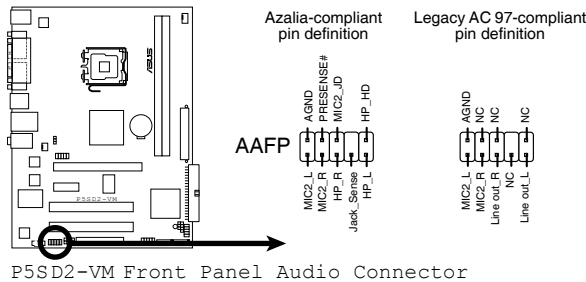 Azalia-compliant
pin definition
Legacy AC 97-compliant
pin definition
/ISUS
AGND
PRESENSE#
MIC2_JD
HP_HD
AAFP
MIC2_L
MIC2_R
HP_R
Jack_Sense
HP_L
AGND
NC
NC
NC
MIC2_L
MIC2_R
Line out_R
NC
Line out_L
P5SD2-VM
P5SD2-VM Front Panel Audio Connector